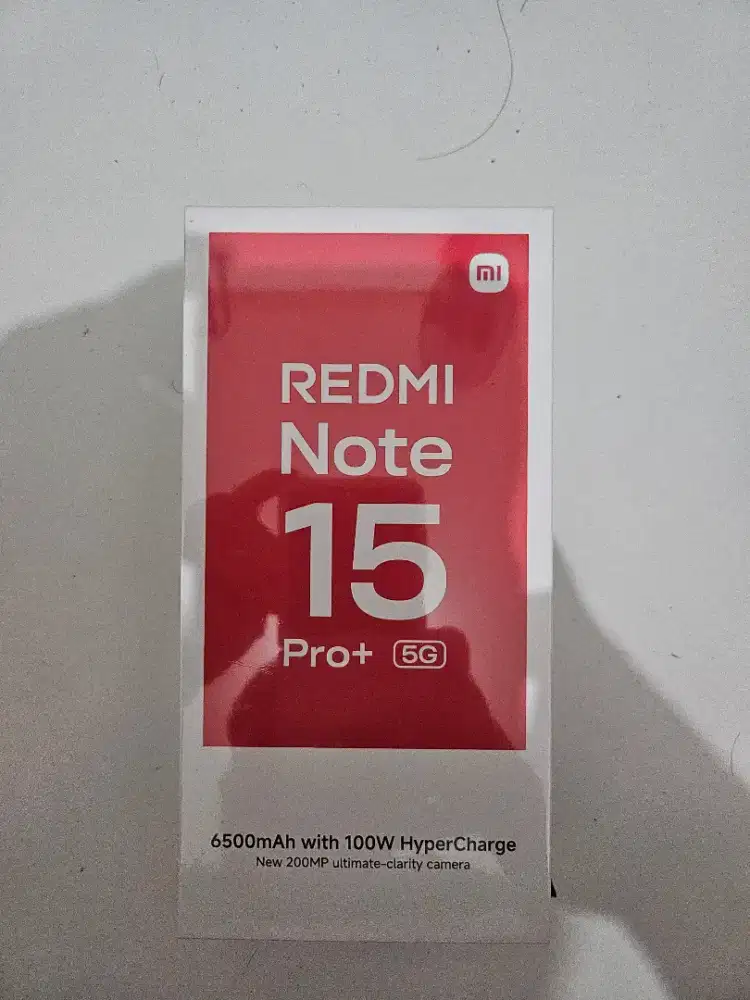 mi
REDMI
Note
15
Pro+ 5G
6500mAh with 100W HyperCharge
New 200MP ultimate-clarity camera